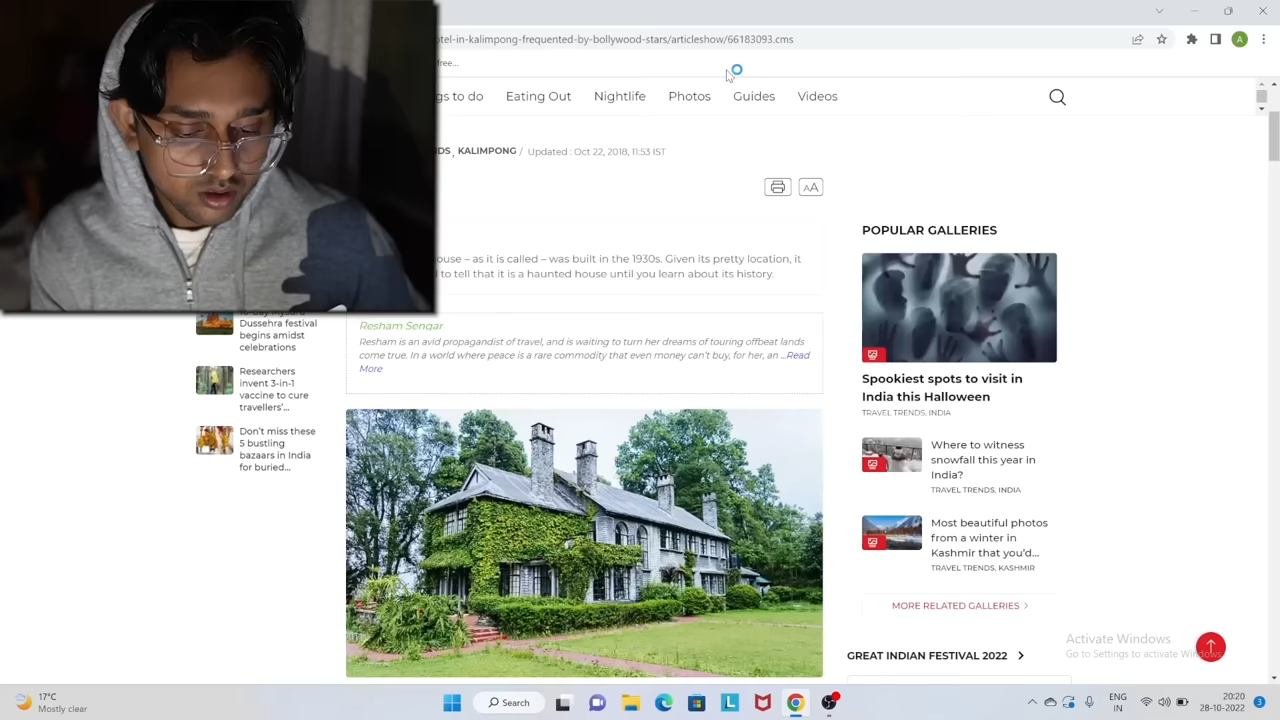 otel-in-kalimpong-frequented-by-bollywood-stars/articleshow/66183093.cms
A
free...
gs to do
Eating Out
Nightlife
Photos
Guides
Videos
NDS, KALIMPONG / Updated : Oct 22, 2018, 11:53 IST
AA
ouse – as it is called – was built in the 1930s. Given its pretty location, it
d to tell that it is a haunted house until you learn about its history.
Dussehra festival
begins amidst
celebrations
Researchers
invent 3-in-1
vaccine to cure
travellers'...
Don't miss these
5 bustling
bazaars in India
for buried...
Resham Sengar
Resham is an avid propagandist of travel, and is waiting to turn her dreams of touring offbeat lands
come true. In a world where peace is a rare commodity that even money can't buy, for her, an ...Read
More
POPULAR GALLERIES
Spookiest spots to visit in
India this Halloween
TRAVEL TRENDS, INDIA
Where to witness
snowfall this year in
India?
TRAVEL TRENDS, INDIA
Most beautiful photos
from a winter in
Kashmir that you'd...
TRAVEL TRENDS, KASHMIR
MORE RELATED GALLERIES
GREAT INDIAN FESTIVAL 2022
Activate Windows
Go to Settings to activate Windows.
17°C
Mostly clear
Search
L
ENG
IN
20:20
28-10-2022
3